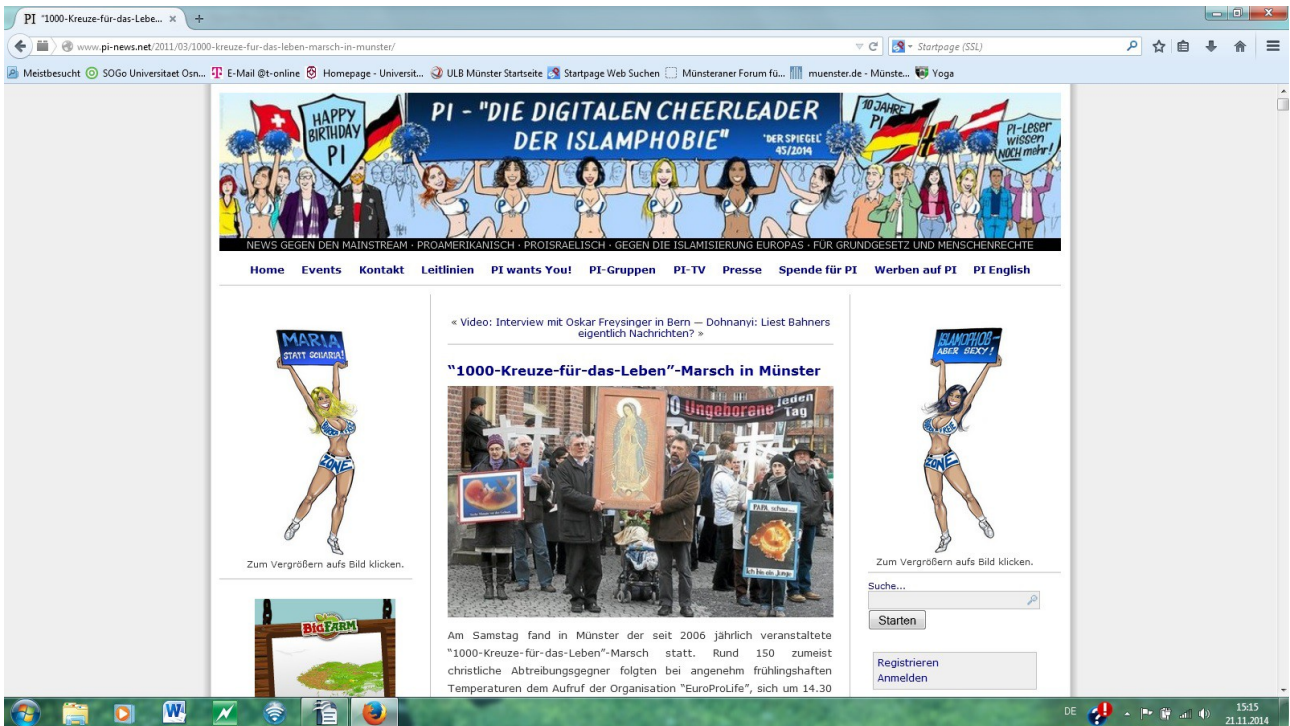 PI "1000-Kreuze-für-das-Lebe...
www.pi-news.net/2011/03/1000-kreuze-fur-das-leben-marsch-in-munster/
Startpage (SSL)
Meistbesucht SOGo Universitaet Osn... E-Mail @t-online Homepage - Universit... ULB Münster Startseite Startpage Web Suchen Münsteraner Forum fü... muenster.de - Münste... Yoga
HAPPY
BIRTHDAY
PI
PI - "DIE DIGITALEN CHEERLEADER
DER ISLAMPHOBIE"
"DER SPIEGEL"
45/2014
10 JAHRE
PI
PI-LESER
WISSEN
NOCH mehr!
NEWS GEGEN DEN MAINSTREAM · PROAMERIKANISCH · PROISRAELISCH · GEGEN DIE ISLAMISIERUNG EUROPAS · FÜR GRUNDGESETZ UND MENSCHENRECHTE
Home Events Kontakt Leitlinien PI wants You! PI-Gruppen PI-TV Presse Spende für PI Werben auf PI PI English
MARIA
STATT SCHARIA!
ZONE
Zum Vergrößern aufs Bild klicken.
BIGFARM
« Video: Interview mit Oskar Freysinger in Bern — Dohnanyi: Liest Bahners
eigentlich Nachrichten? »
"1000-Kreuze-für-das-Leben"-Marsch in Münster
Ungeborene jeden
Tag
PAPA schau...
Ich bin ein Junge
Am Samstag fand in Münster der seit 2006 jährlich veranstaltete
"1000-Kreuze-für-das-Leben"-Marsch statt. Rund 150 zumeist
christliche Abtreibungsgegner folgten bei angenehm frühlingshaften
Temperaturen dem Aufruf der Organisation "EuroProLife", sich um 14.30
ISLAMOPHOB -
ABER SEXY!
ZONE
Zum Vergrößern aufs Bild klicken.
Suche...
Starten
Registrieren
Anmelden
DE
15:15
21.11.2014